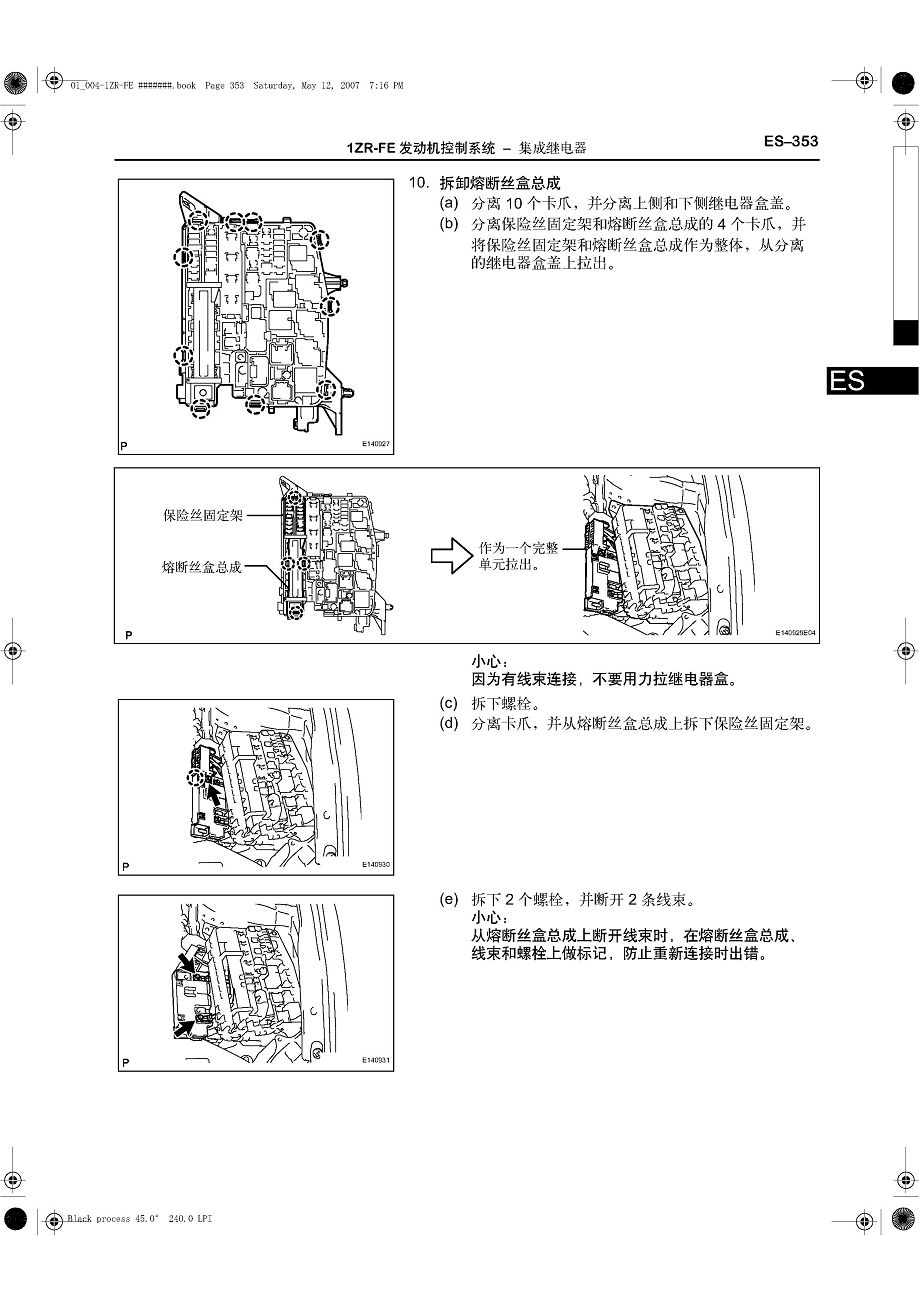 01_004-1ZR-FE #######.book Page 353 Saturday, May 12, 2007 7:16 PM
1ZR-FE 发动机控制系统 – 集成继电器
ES–353
10. 拆卸熔断丝盒总成
(a) 分离 10 个卡爪，并分离上侧和下侧继电器盒盖。
(b) 分离保险丝固定架和熔断丝盒总成的 4 个卡爪，并
将保险丝固定架和熔断丝盒总成作为整体，从分离
的继电器盒盖上拉出。
P
E140927
ES
保险丝固定架
熔断丝盒总成
作为一个完整
单元拉出。
P
E140929E04
小心：
因为有线束连接，不要用力拉继电器盒。
(c) 拆下螺栓。
(d) 分离卡爪，并从熔断丝盒总成上拆下保险丝固定架。
P
E140930
(e) 拆下 2 个螺栓，并断开 2 条线束。
小心：
从熔断丝盒总成上断开线束时，在熔断丝盒总成、
线束和螺栓上做标记，防止重新连接时出错。
P
E140931
Black process 45.0° 240.0 LPI